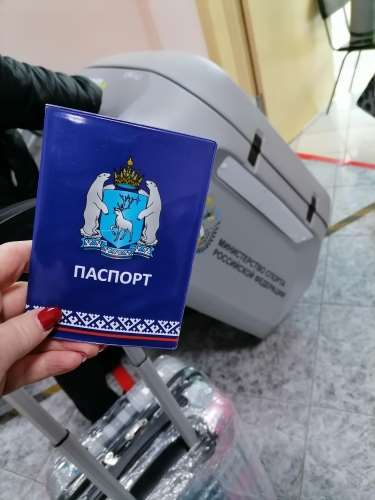 ПАСПОРТ
МИНИСТЕРСТВО СПОРТА
РОССИЙСКОЙ ФЕДЕРАЦИИ